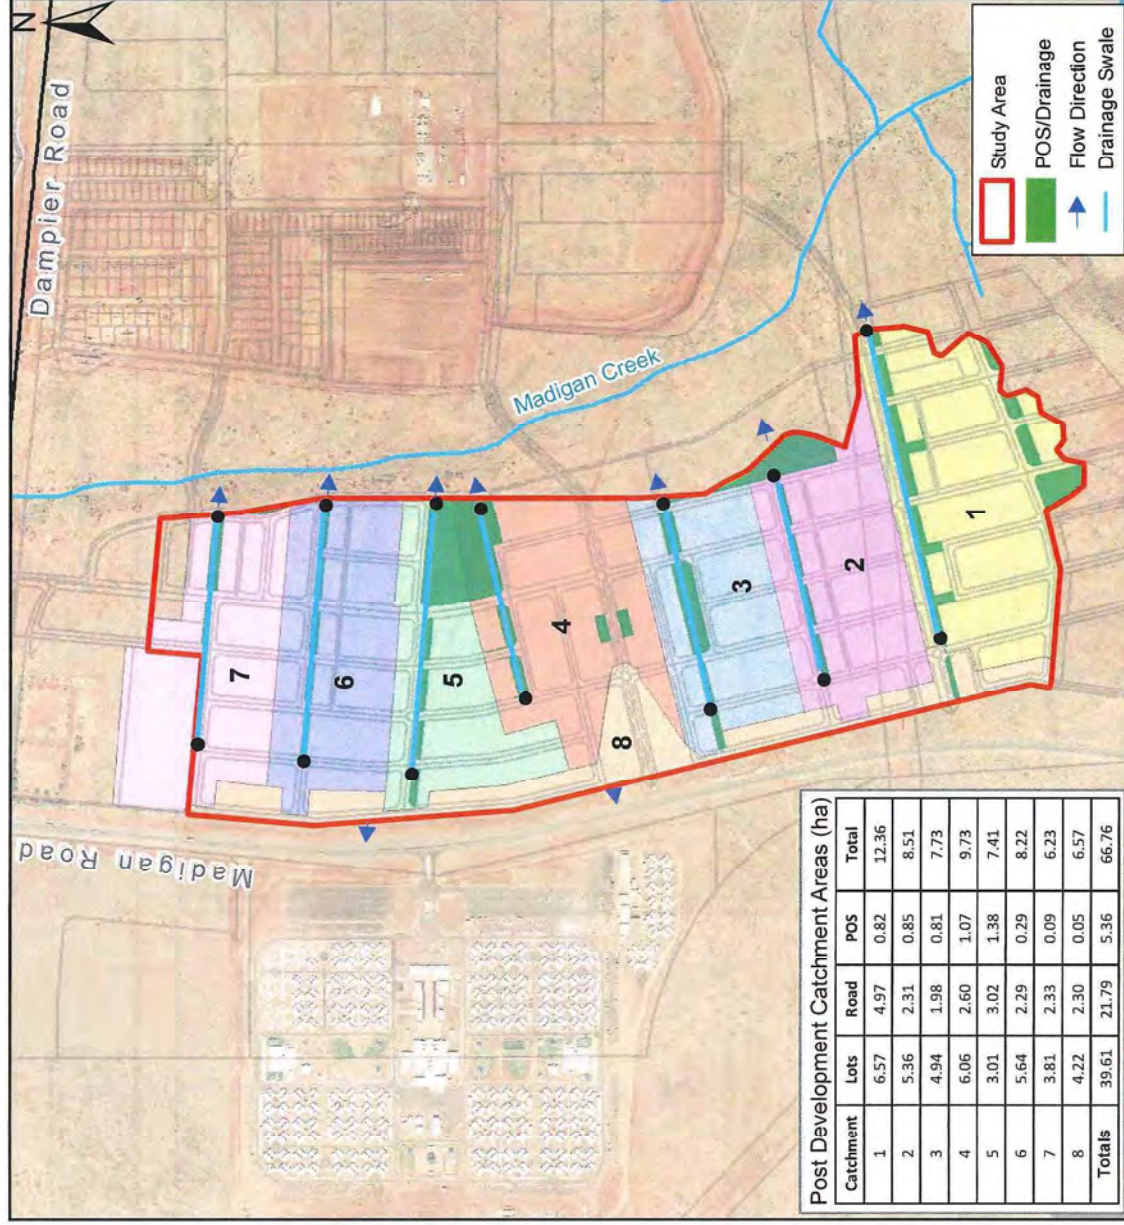 N
Dampier Road
Madigan Road
Madigan Creek
7
6
5
4
8
3
2
1
Study Area
POS/Drainage
Flow Direction
Drainage Swale
Post Development Catchment Areas (ha)
Catchment Lots Road POS Total
1 6.57 4.97 0.82 12.36
2 5.36 2.31 0.85 8.51
3 4.94 1.98 0.81 7.73
4 6.06 2.60 1.07 9.73
5 3.01 3.02 1.38 7.41
6 5.64 2.29 0.29 8.22
7 3.81 2.33 0.09 6.23
8 4.22 2.30 0.05 6.57
Totals 39.61 21.79 5.36 66.76